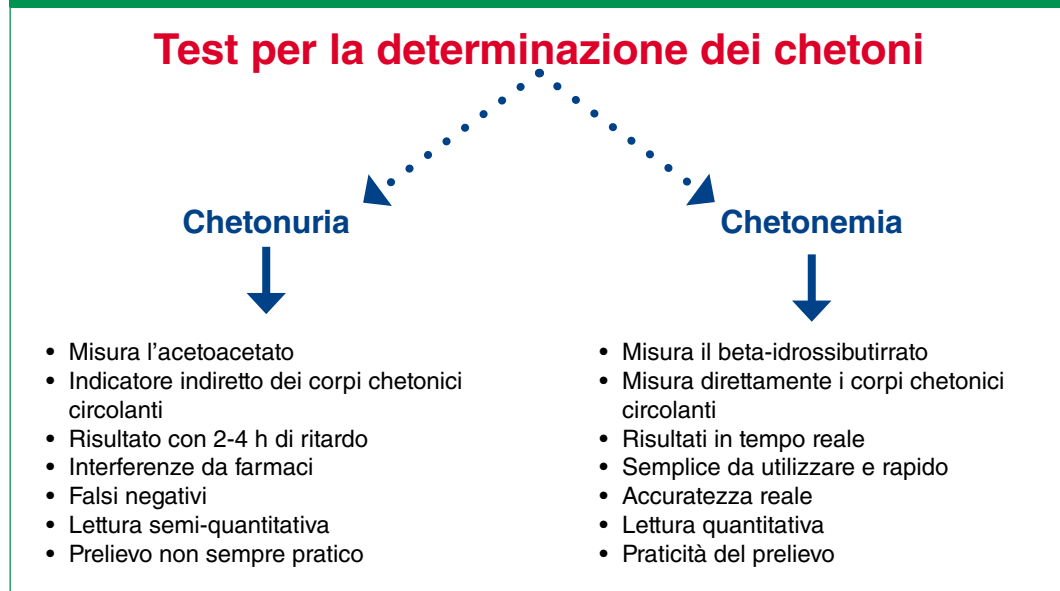 Test per la determinazione dei chetoni
Chetonuria
• Misura l'acetoacetato
• Indicatore indiretto dei corpi chetonici
circolanti
• Risultato con 2-4 h di ritardo
• Interferenze da farmaci
• Falsi negativi
• Lettura semi-quantitativa
• Prelievo non sempre pratico
Chetonemia
• Misura il beta-idrossibutirrato
• Misura direttamente i corpi chetonici
circolanti
• Risultati in tempo reale
• Semplice da utilizzare e rapido
• Accuratezza reale
• Lettura quantitativa
• Praticità del prelievo